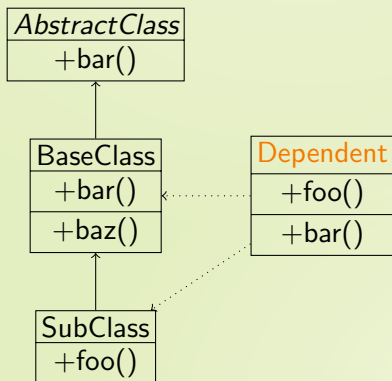 AbstractClass
+bar()
BaseClass
+bar()
+baz()
Dependent
+foo()
+bar()
SubClass
+foo()